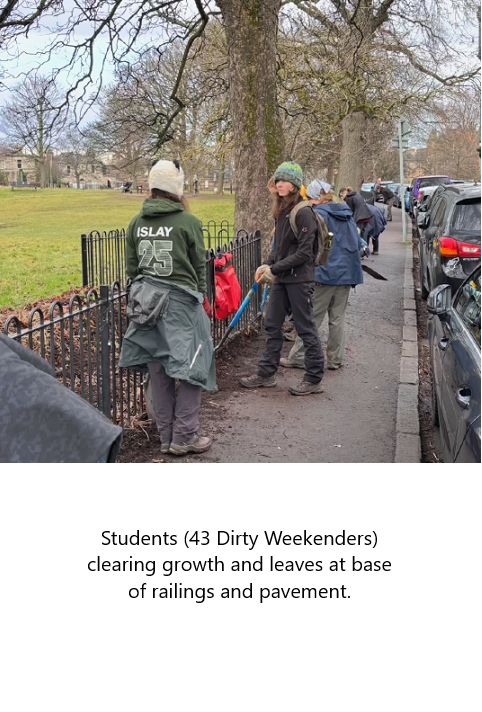 ISLAY
25
Students (43 Dirty Weekenders)
clearing growth and leaves at base
of railings and pavement.